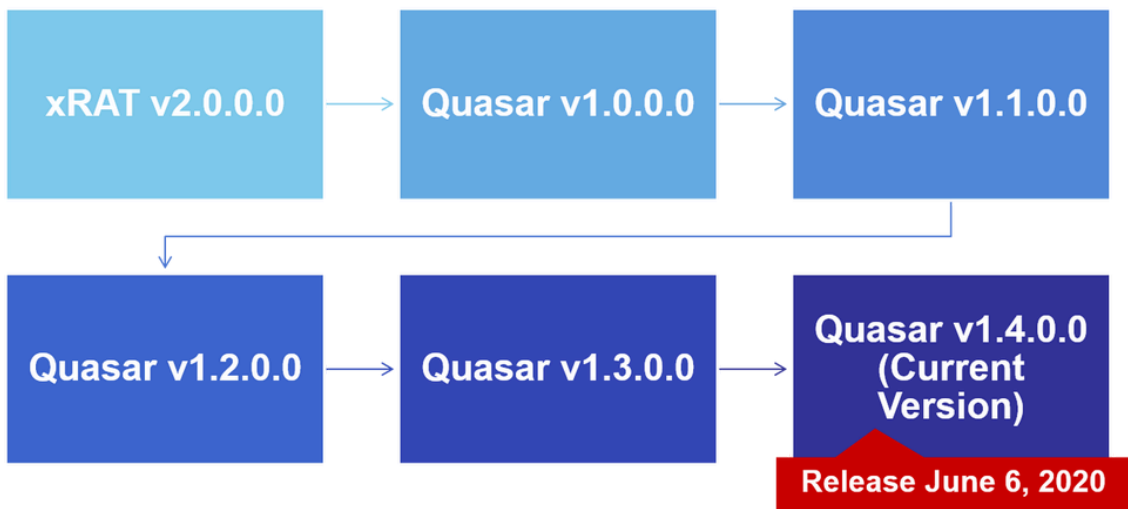 xRAT v2.0.0.0
Quasar v1.0.0.0
Quasar v1.1.0.0
Quasar v1.2.0.0
Quasar v1.3.0.0
Quasar v1.4.0.0
(Current
Version)
Release June 6, 2020